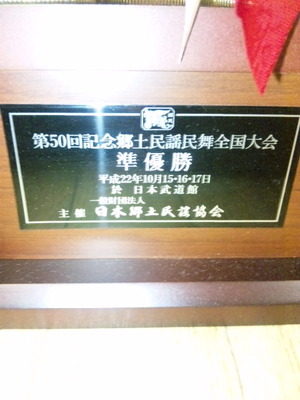 第50回記念郷土民謡民舞全国大会
準優勝
平成22年10月15・16・17日
於 日本武道館
一般財団法人
主催 日本郷土民謡協会